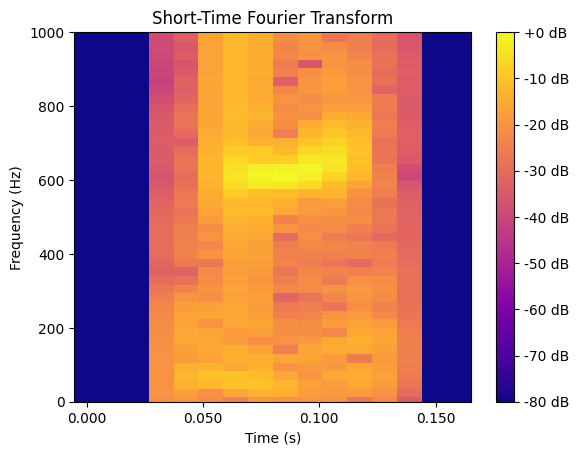 Short-Time Fourier Transform
1000
800
600
400
200
0
Frequency (Hz)
0.000
0.050
0.100
0.150
Time (s)
+0 dB
-10 dB
-20 dB
-30 dB
-40 dB
-50 dB
-60 dB
-70 dB
-80 dB